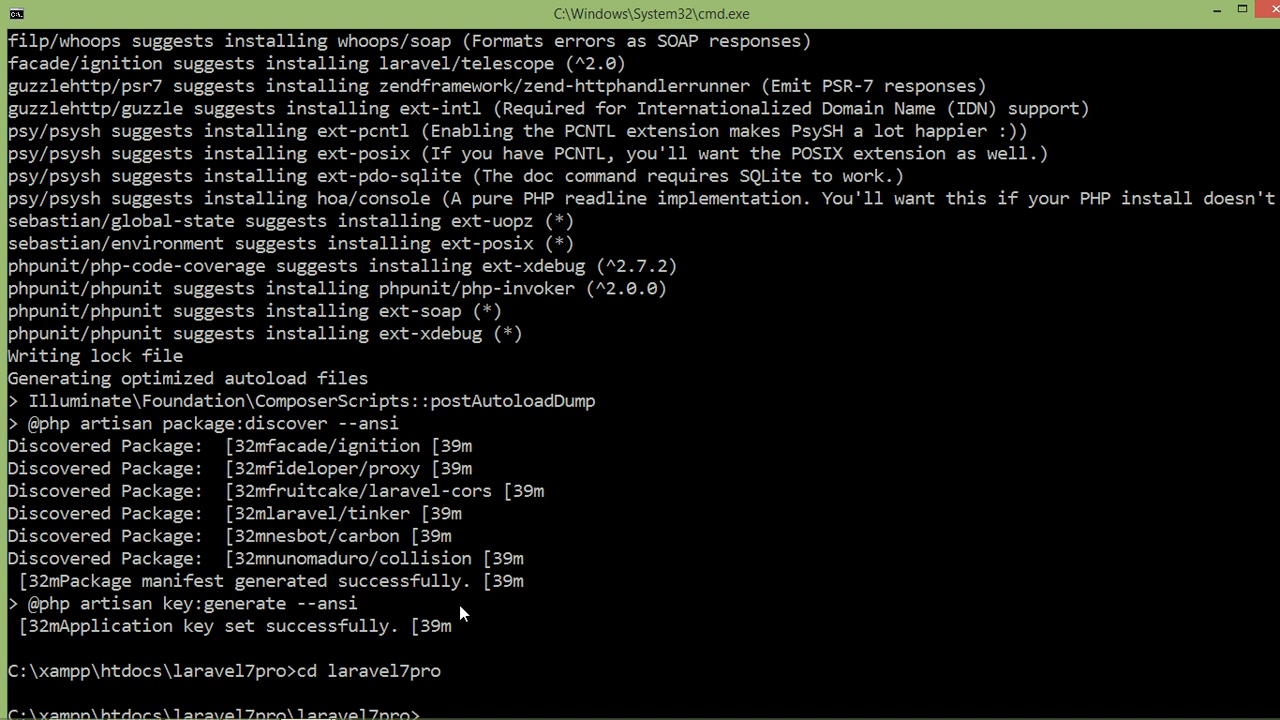 C:\Windows\System32\cmd.exe
filp/whoops suggests installing whoops/soap (Formats errors as SOAP responses)
facade/ignition suggests installing laravel/telescope (^2.0)
guzzlehttp/psr7 suggests installing zendframework/zend-httphandlerrunner (Emit PSR-7 responses)
guzzlehttp/guzzle suggests installing ext-intl (Required for Internationalized Domain Name (IDN) support)
psy/psysh suggests installing ext-pcntl (Enabling the PCNTL extension makes PsySH a lot happier :))
psy/psysh suggests installing ext-posix (If you have PCNTL, you'll want the POSIX extension as well.)
psy/psysh suggests installing ext-pdo-sqlite (The doc command requires SQLite to work.)
psy/psysh suggests installing hoa/console (A pure PHP readline implementation. You'll want this if your PHP install doesn't
sebastian/global-state suggests installing ext-uopz (*)
sebastian/environment suggests installing ext-posix (*)
phpunit/php-code-coverage suggests installing ext-xdebug (^2.7.2)
phpunit/phpunit suggests installing phpunit/php-invoker (^2.0.0)
phpunit/phpunit suggests installing ext-soap (*)
phpunit/phpunit suggests installing ext-xdebug (*)
Writing lock file
Generating optimized autoload files
> Illuminate\Foundation\ComposerScripts::postAutoloadDump
> @php artisan package:discover --ansi
Discovered Package:  [32mfacade/ignition [39m
Discovered Package:  [32mfideloper/proxy [39m
Discovered Package:  [32mfruitcake/laravel-cors [39m
Discovered Package:  [32mlaravel/tinker [39m
Discovered Package:  [32mnesbot/carbon [39m
Discovered Package:  [32mnunomaduro/collision [39m
[32mPackage manifest generated successfully. [39m
> @php artisan key:generate --ansi
[32mApplication key set successfully. [39m
C:\xampp\htdocs\laravel7pro>cd laravel7pro
C:\xampp\htdocs\laravel7pro\laravel7pro>